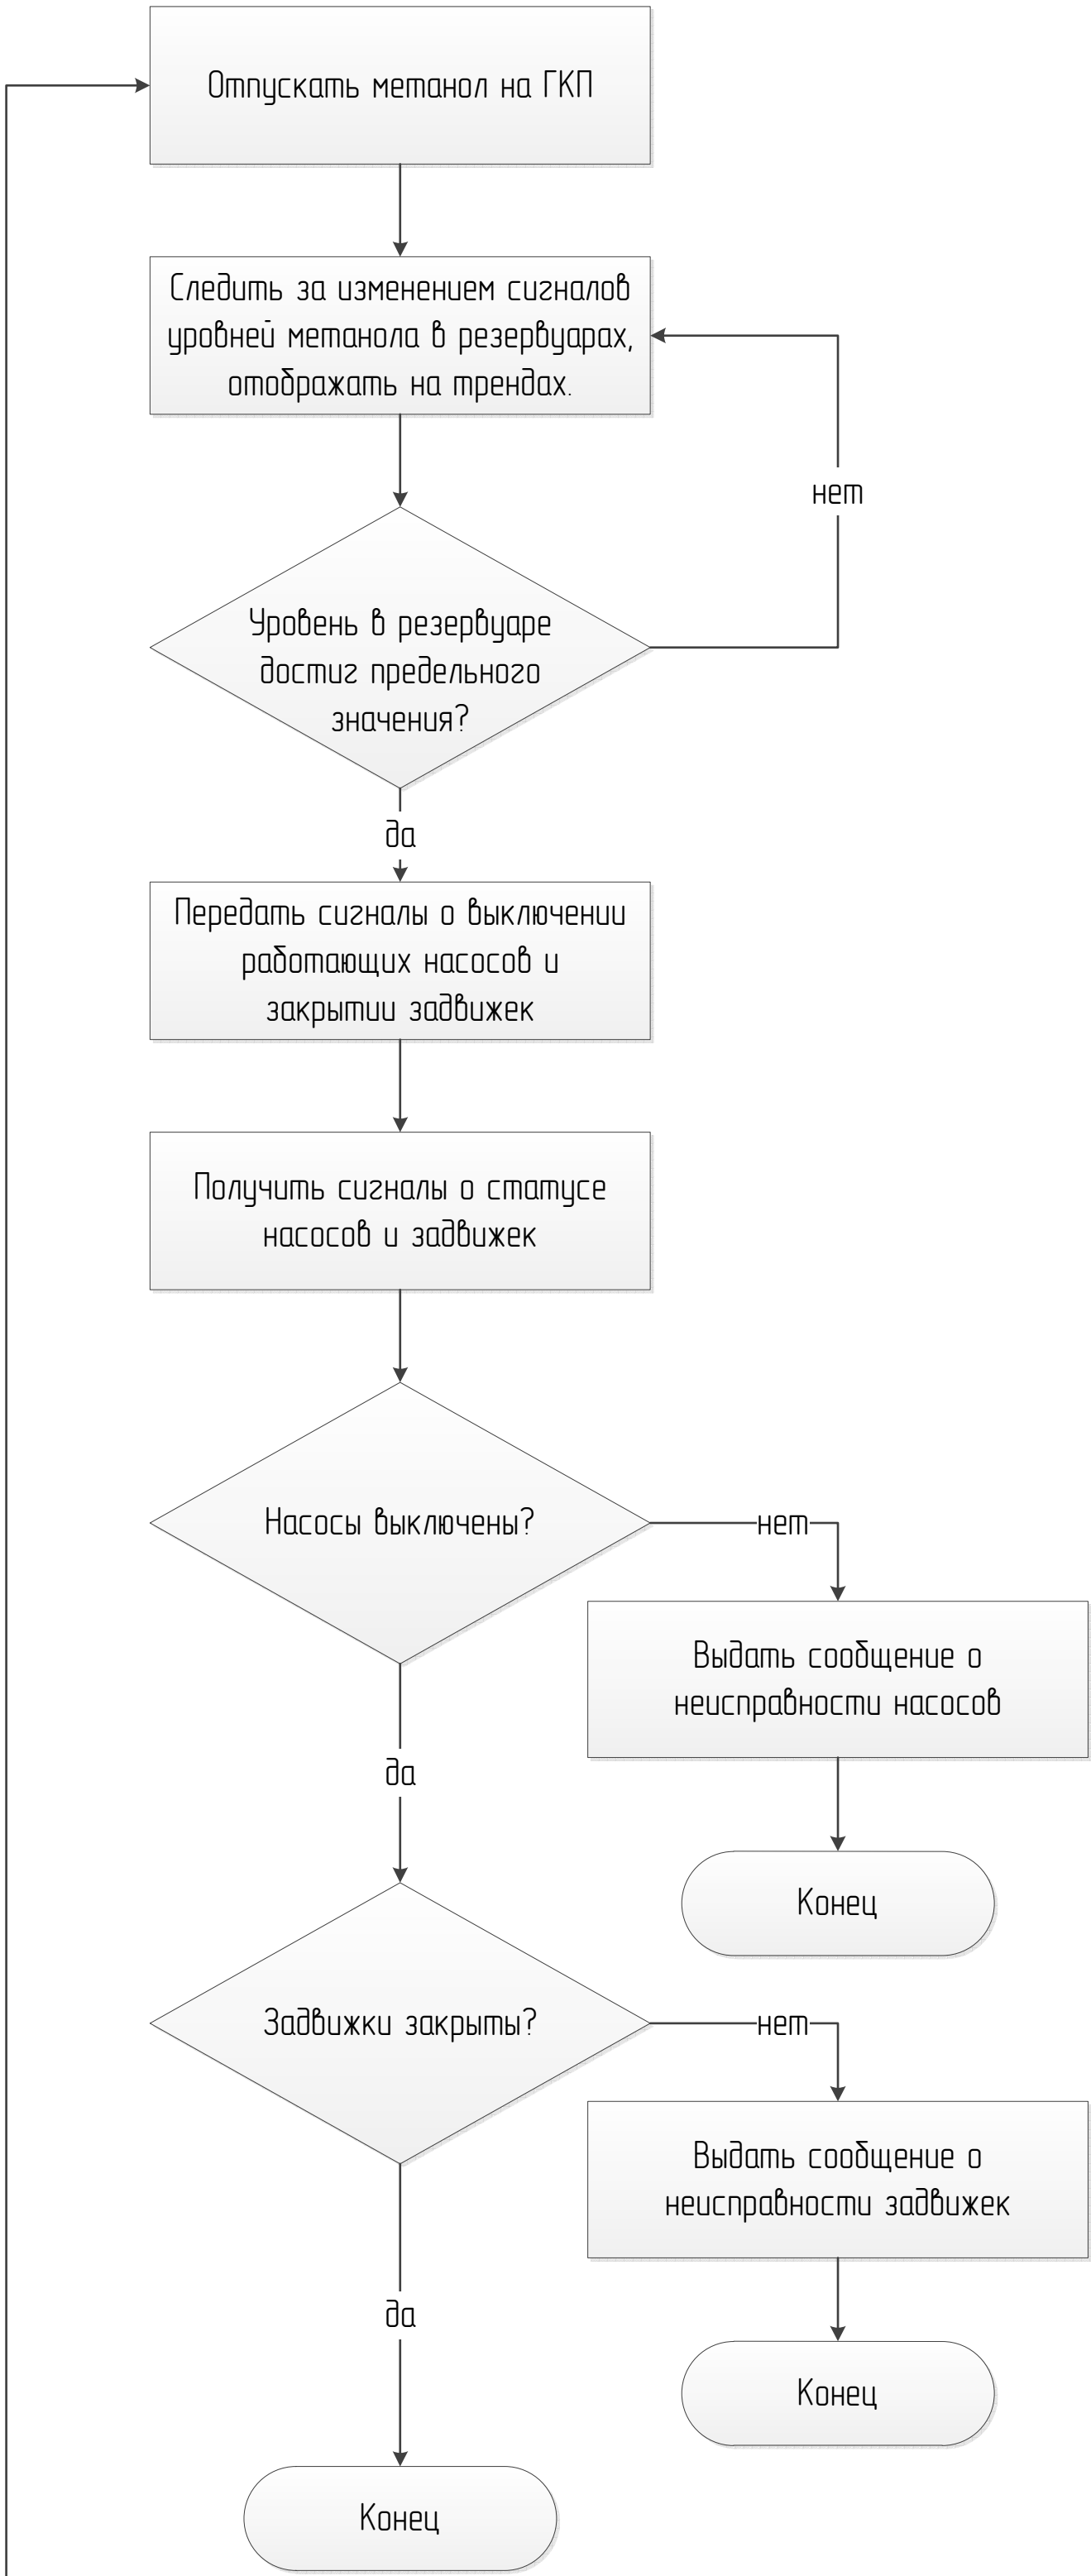 Отпускать метанол на ГКП
Следить за изменением сигналов
уровней метанола в резервуарах,
отображать на трендах.
нет
Уровень в резервуаре
достиг предельного
значения?
да
Передать сигналы о выключении
работающих насосов и
закрытии задвижек
Получить сигналы о статусе
насосов и задвижек
Насосы выключены?
нет
Выдать сообщение о
неисправности насосов
да
Конец
Задвижки закрыты?
нет
Выдать сообщение о
неисправности задвижек
да
Конец
Конец